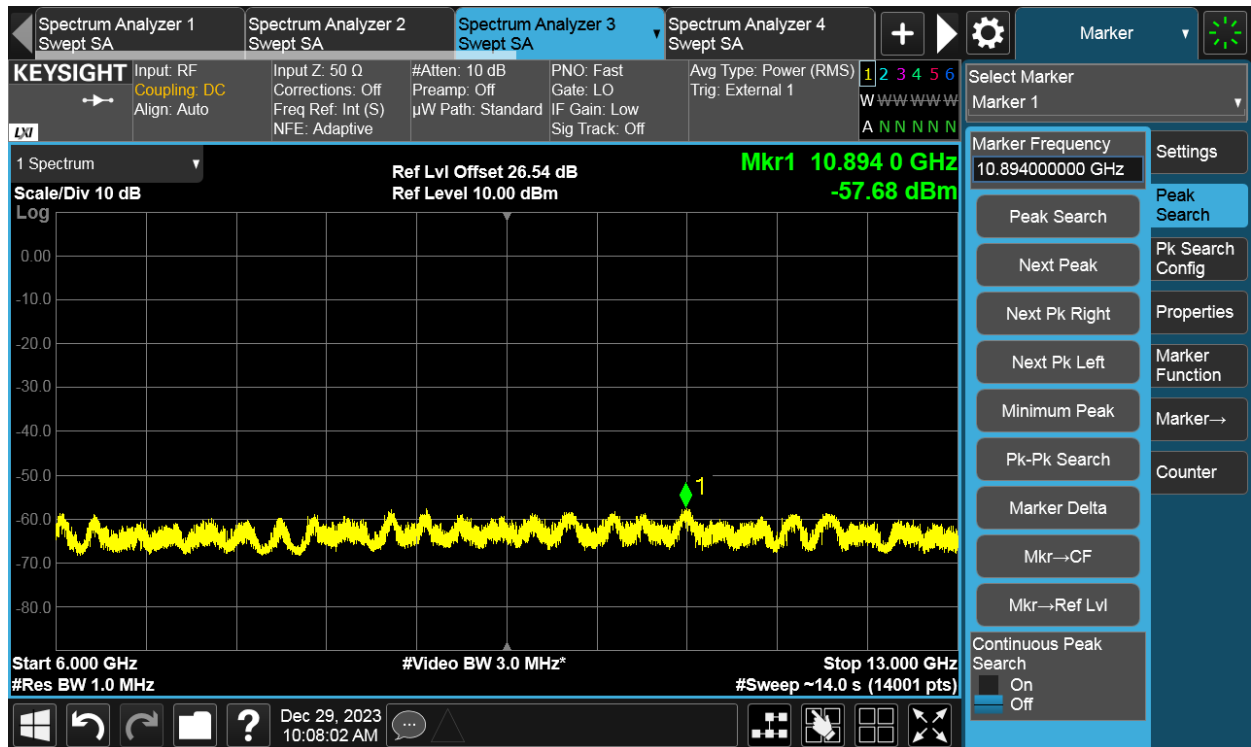 Spectrum Analyzer 1
Swept SA
Spectrum Analyzer 2
Swept SA
Spectrum Analyzer 3
Swept SA
Spectrum Analyzer 4
Swept SA
Marker
KEYSIGHT
LXI
Input: RF
Coupling: DC
Align: Auto
Input Z: 50 Ω
Corrections: Off
Freq Ref: Int (S)
NFE: Adaptive
#Atten: 10 dB
Preamp: Off
µW Path: Standard
PNO: Fast
Gate: LO
IF Gain: Low
Sig Track: Off
Avg Type: Power (RMS)
Trig: External 1
1 2 3 4 5 6
W W W W W W
A N N N N N
Select Marker
Marker 1
1 Spectrum
Scale/Div 10 dB
Log
Ref Lvl Offset 26.54 dB
Ref Level 10.00 dBm
Mkr1 10.894 0 GHz
-57.68 dBm
0.00
-10.0
-20.0
-30.0
-40.0
-50.0
-60.0
-70.0
-80.0
1
Start 6.000 GHz
#Res BW 1.0 MHz
#Video BW 3.0 MHz*
Stop 13.000 GHz
#Sweep ~14.0 s (14001 pts)
Marker Frequency
10.894000000 GHz
Peak Search
Next Peak
Next Pk Right
Next Pk Left
Minimum Peak
Pk-Pk Search
Marker Delta
Mkr→CF
Mkr→Ref Lvl
Continuous Peak
Search
On
Off
Settings
Peak
Search
Pk Search
Config
Properties
Marker
Function
Marker→
Counter
?
Dec 29, 2023
10:08:02 AM